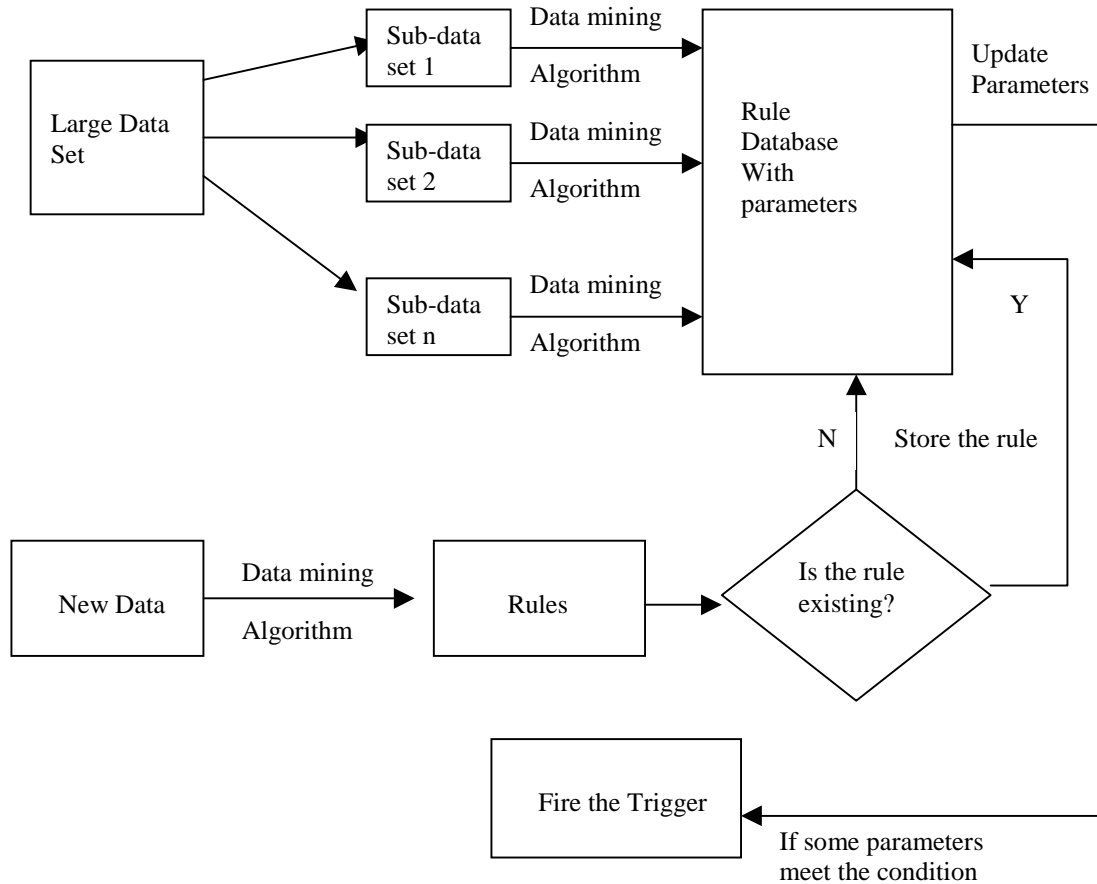 Large Data
Set
Sub-data
set 1
Sub-data
set 2
Sub-data
set n
Data mining
Algorithm
Data mining
Algorithm
Data mining
Algorithm
Rule
Database
With
parameters
Update
Parameters
Y
N
Store the rule
New Data
Data mining
Algorithm
Rules
Is the rule
existing?
Fire the Trigger
If some parameters
meet the condition